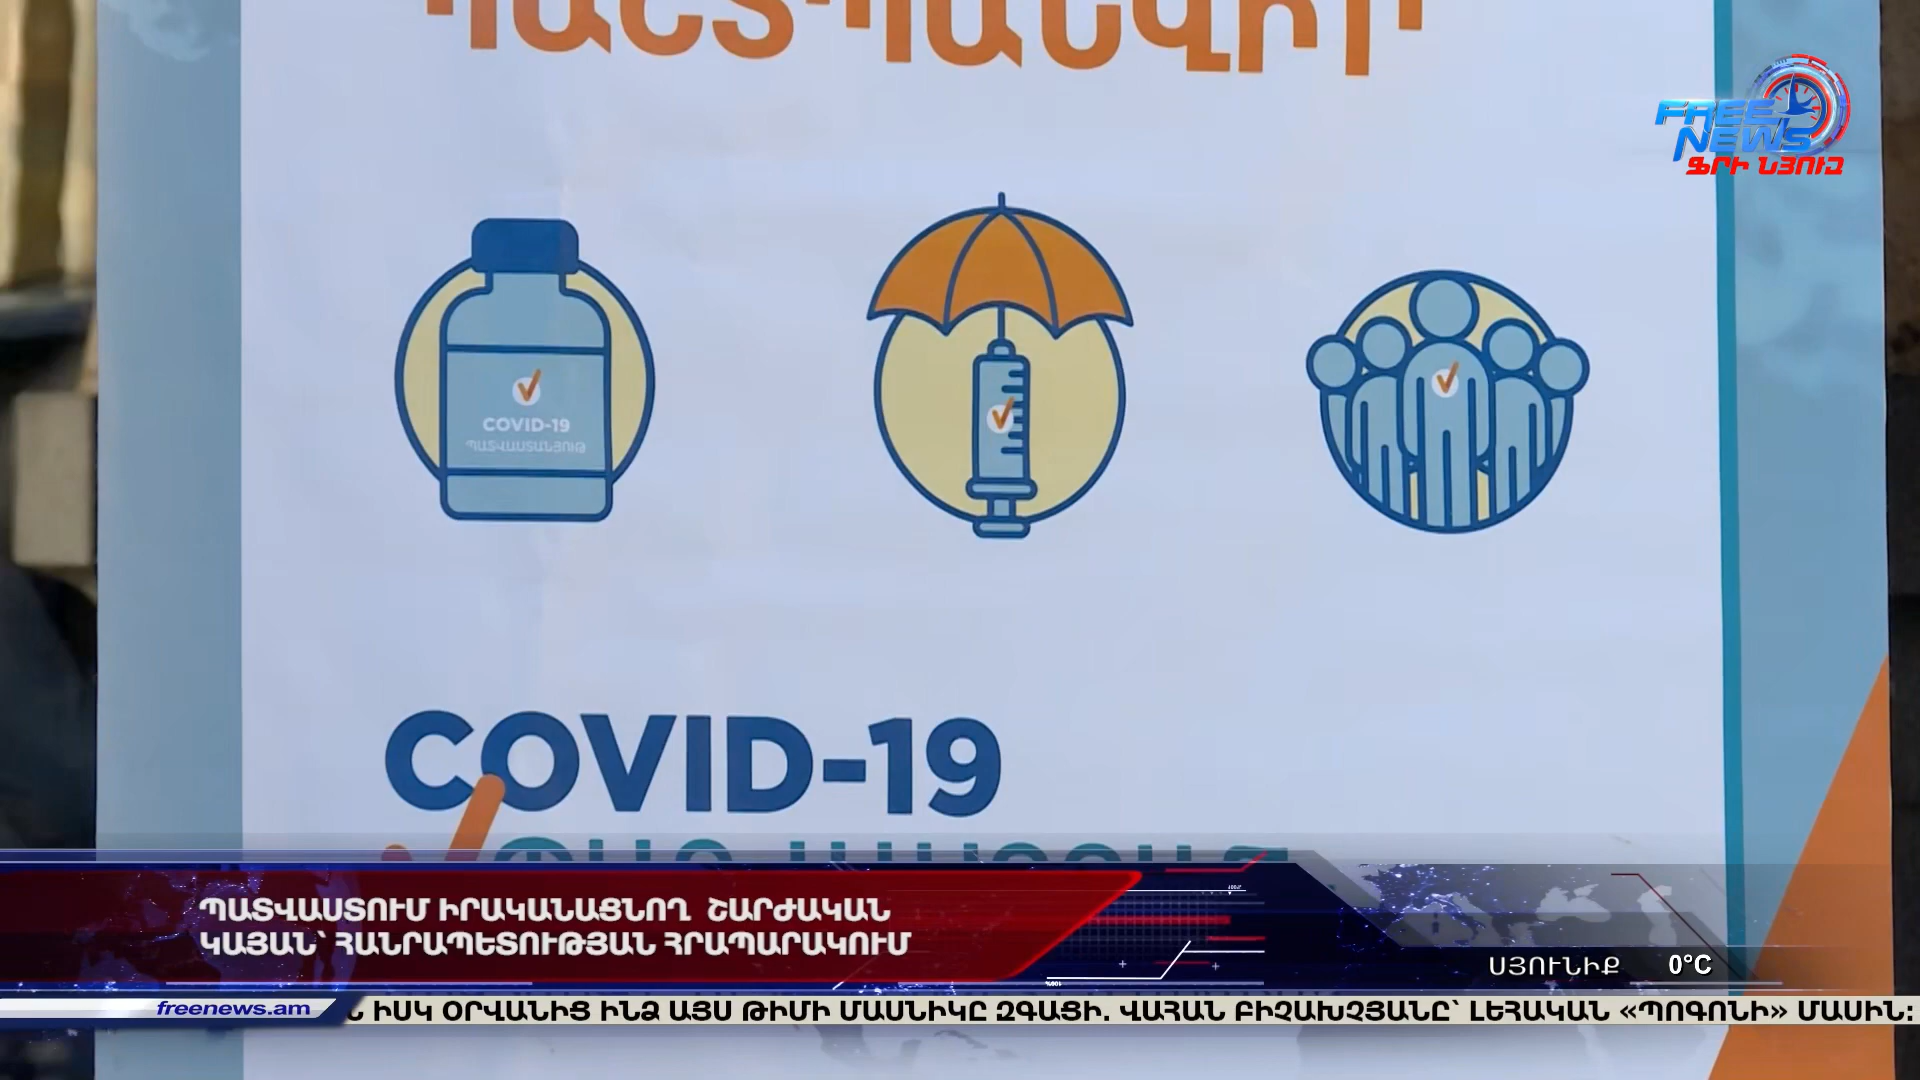 ՊԱՇՏՊԱՆՎԻՐ
FREE
NEWS
ՖՐԻ ՆՅՈՒԶ
COVID-19
ՊԱՏՎԱՍՏԱՆՅՈՒԹ
COVID-19
ՊԱՏՎԱՍՏՈՒՄ ԻՐԱԿԱՆԱՑՆՈՂ ՇԱՐԺԱԿԱՆ
ԿԱՅԱՆ՝ ՀԱՆՐԱՊԵՏՈՒԹՅԱՆ ՀՐԱՊԱՐԱԿՈՒՄ
ՍՅՈՒՆԻՔ 0°C
freenews.am
Ն ԻՍԿ ՕՐՎԱՆԻՑ ԻՆՁ ԱՅՍ ԹԻՄԻ ՄԱՍՆԻԿԸ ԶԳԱՑԻ. ՎԱՀԱՆ ԲԻՉԱԽՉՅԱՆԸ՝ ԼԵՀԱԿԱՆ «ՊՈԳՈՆԻ» ՄԱՍԻՆ: